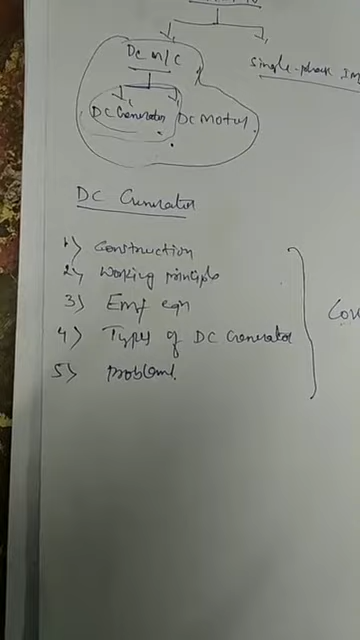 DC M/C
Single-phase IM
DC Generator DC Motor
DC Generator
1) Construction
2) Working principle
3) Emf eqn
4) Types of DC Generator
5) Problems.